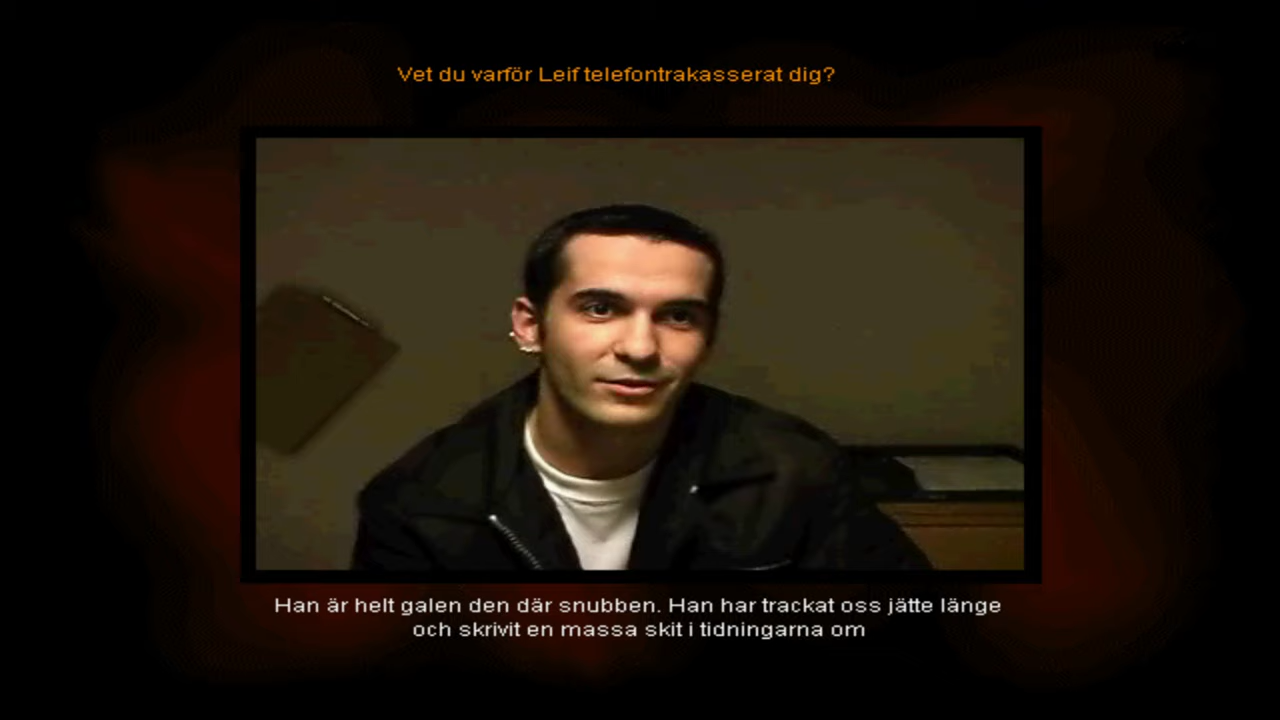 Vet du varför Leif telefontrakasserat dig?
Han är helt galen den där snubben. Han har trackat oss jätte länge
och skrivit en massa skit i tidningarna om